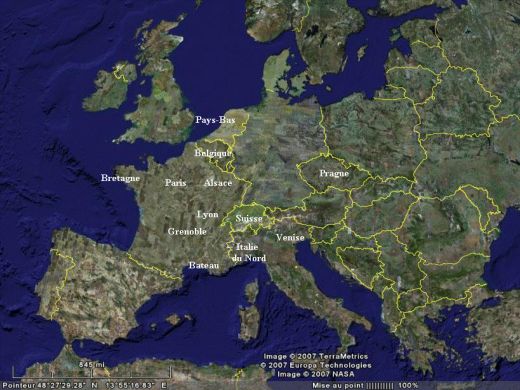 Pays-Bas
Belgique
Bretagne
Paris
Alsace
Prague
Lyon
Suisse
Grenoble
Venise
Italie
du Nord
Bateau
Image © 2007 TerraMetrics
© 2007 Europa Technologies
Image © 2007 NASA
845 mi
Pointeur 48°27'29.28" N 13°55'16.83" E
Mise au point |||||||||| 100%